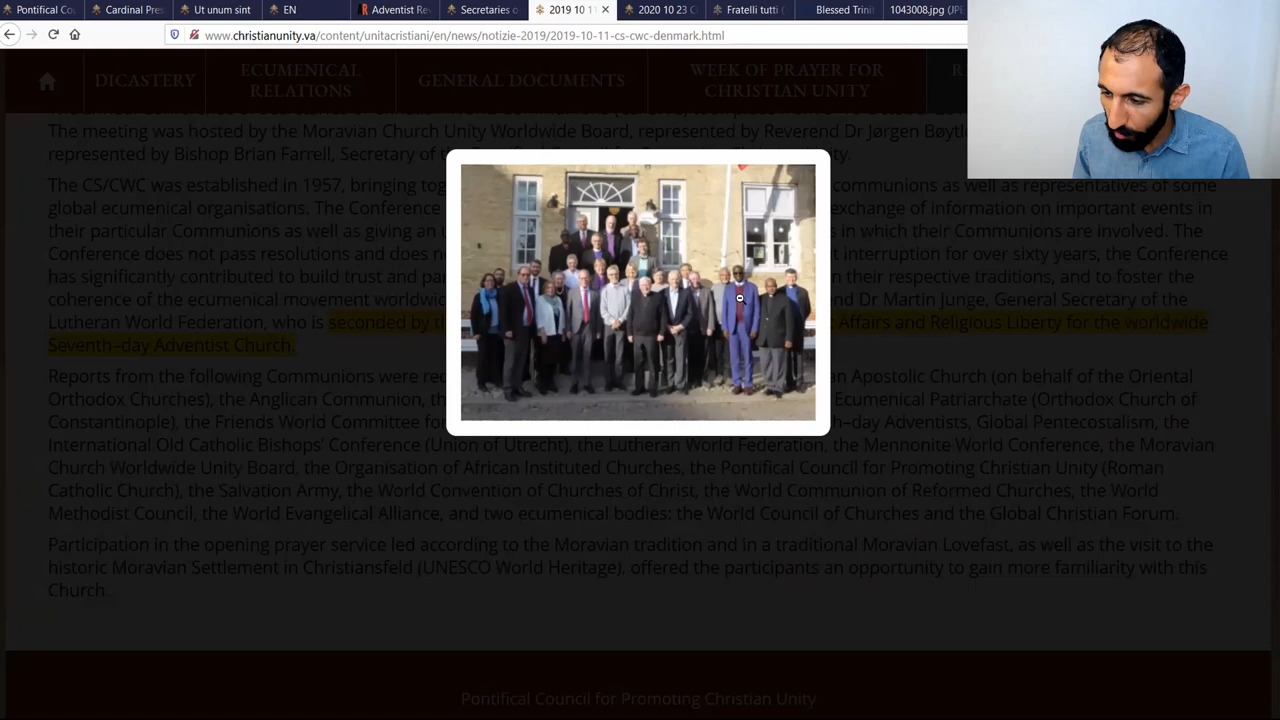 Pontifical Cou
Cardinal Pres
Ut unum sint
EN
Adventist Rev
Secretaries o
2019 10 11
2020 10 23 C
Fratelli tutti (
Blessed Trinit
1043008.jpg (JPE
www.christianunity.va/content/unitacristiani/en/news/notizie-2019/2019-10-11-cs-cwc-denmark.html
DICASTERY
ECUMENICAL RELATIONS
GENERAL DOCUMENTS
WEEK OF PRAYER FOR CHRISTIAN UNITY
R
The meeting was hosted by the Moravian Church Unity Worldwide Board, represented by Reverend Dr Jørgen Bøytl
represented by Bishop Brian Farrell, Secretary of the
y.
The CS/CWC was established in 1957, bringing tog
communions as well as representatives of some
global ecumenical organisations. The Conference
exchange of information on important events in
their particular Communions as well as giving an u
s in which their Communions are involved. The
Conference does not pass resolutions and does n
t interruption for over sixty years, the Conference
has significantly contributed to build trust and par
n their respective traditions, and to foster the
coherence of the ecumenical movement worldwid
end Dr Martin Junge, General Secretary of the
Lutheran World Federation, who is seconded by th
Affairs and Religious Liberty for the worldwide
Seventh–day Adventist Church.
Reports from the following Communions were rec
an Apostolic Church (on behalf of the Oriental
Orthodox Churches), the Anglican Communion, the
Ecumenical Patriarchate (Orthodox Church of
Constantinople), the Friends World Committee for
h–day Adventists, Global Pentecostalism, the
International Old Catholic Bishops' Conference (Union of Utrecht), the Lutheran World Federation, the Mennonite World Conference, the Moravian
Church Worldwide Unity Board, the Organisation of African Instituted Churches, the Pontifical Council for Promoting Christian Unity (Roman
Catholic Church), the Salvation Army, the World Convention of Churches of Christ, the World Communion of Reformed Churches, the World
Methodist Council, the World Evangelical Alliance, and two ecumenical bodies: the World Council of Churches and the Global Christian Forum.
Participation in the opening prayer service led according to the Moravian tradition and in a traditional Moravian Lovefast, as well as the visit to the
historic Moravian Settlement in Christiansfeld (UNESCO World Heritage). offered the participants an opportunity to gain more familiarity with this
Church.
Pontifical Council for Promoting Christian Unity